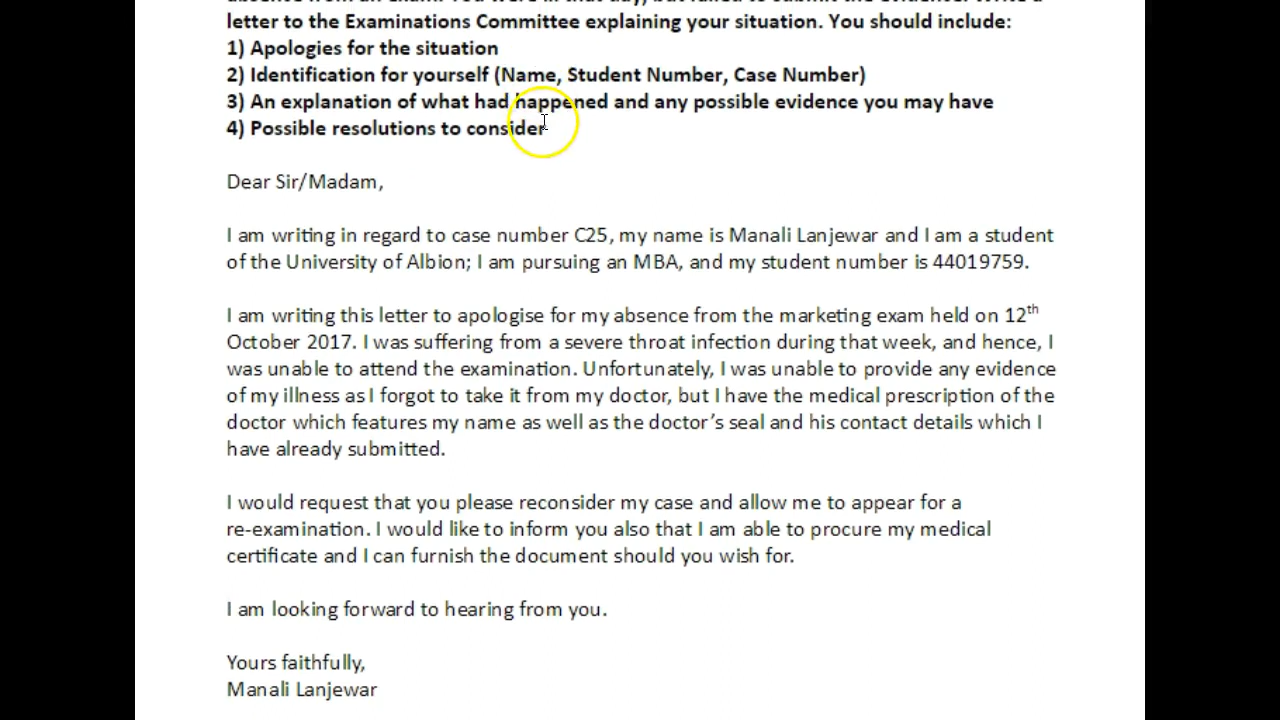 letter to the Examinations Committee explaining your situation. You should include:
1) Apologies for the situation
2) Identification for yourself (Name, Student Number, Case Number)
3) An explanation of what had happened and any possible evidence you may have
4) Possible resolutions to consider
Dear Sir/Madam,
I am writing in regard to case number C25, my name is Manali Lanjewar and I am a student
of the University of Albion; I am pursuing an MBA, and my student number is 44019759.
I am writing this letter to apologise for my absence from the marketing exam held on 12th
October 2017. I was suffering from a severe throat infection during that week, and hence, I
was unable to attend the examination. Unfortunately, I was unable to provide any evidence
of my illness as I forgot to take it from my doctor, but I have the medical prescription of the
doctor which features my name as well as the doctor’s seal and his contact details which I
have already submitted.
I would request that you please reconsider my case and allow me to appear for a
re-examination. I would like to inform you also that I am able to procure my medical
certificate and I can furnish the document should you wish for.
I am looking forward to hearing from you.
Yours faithfully,
Manali Lanjewar